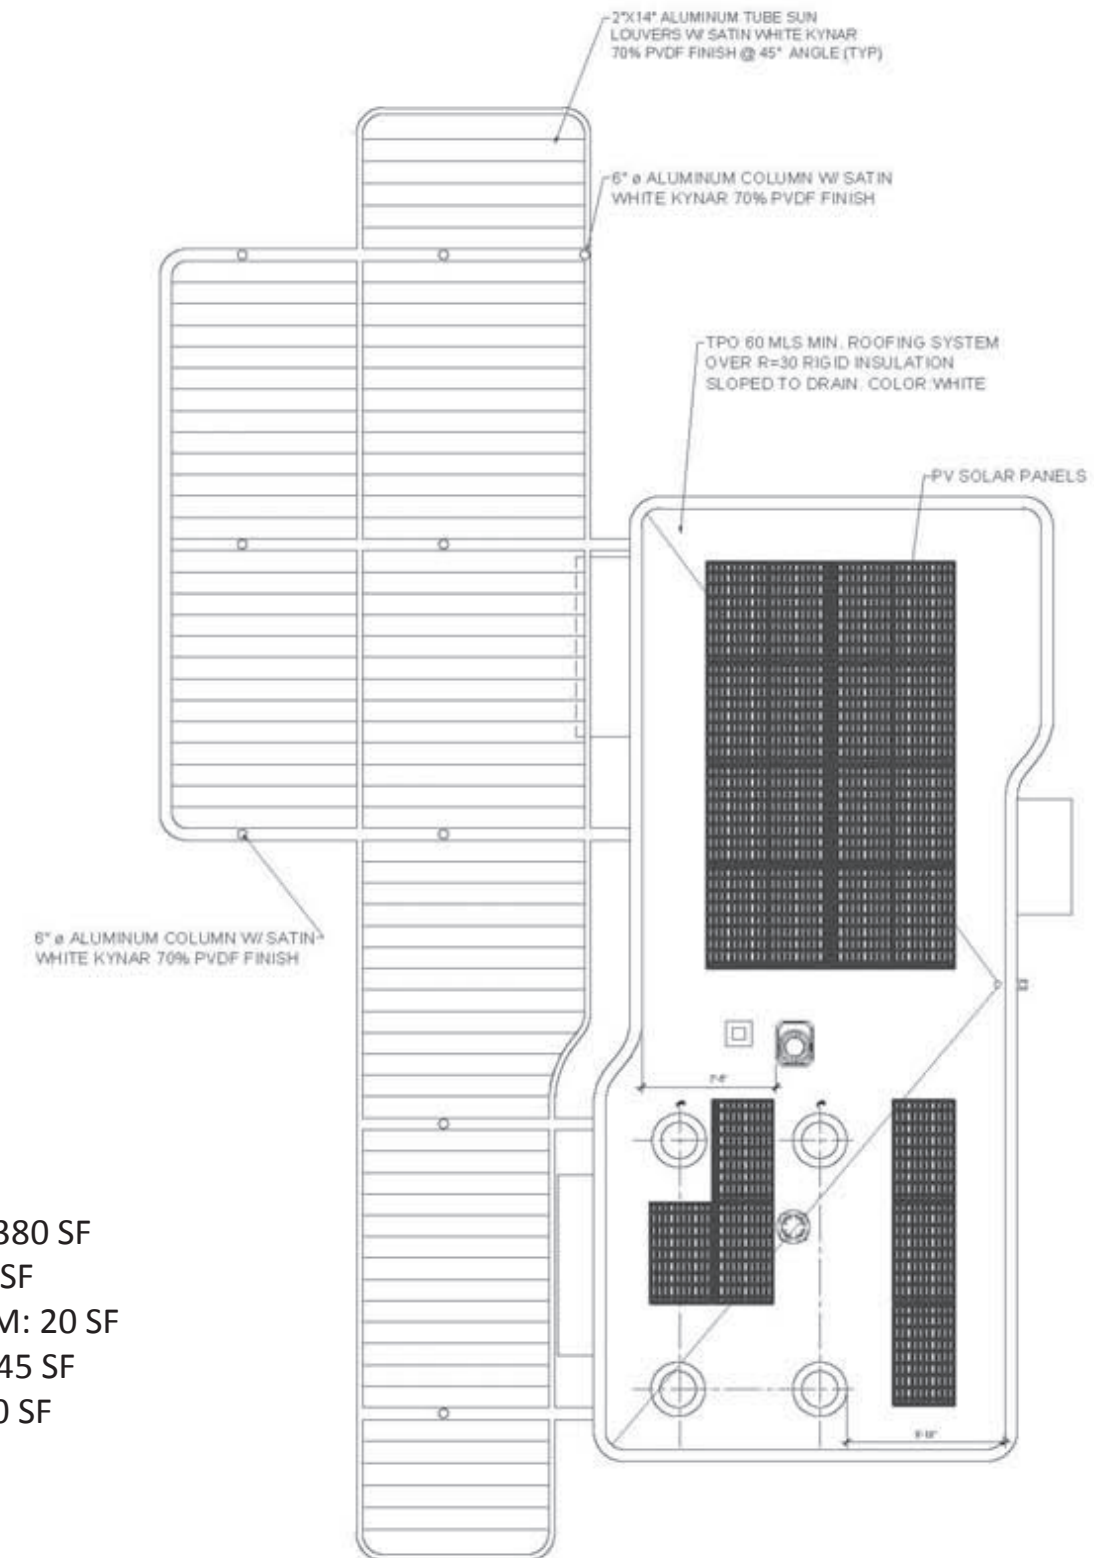 2"X14" ALUMINUM TUBE SUN
LOUVERS W/ SATIN WHITE KYNAR
70% PVDF FINISH @ 45° ANGLE (TYP)
6" ø ALUMINUM COLUMN W/ SATIN
WHITE KYNAR 70% PVDF FINISH
TPO 60 MLS MIN. ROOFING SYSTEM
OVER R=30 RIGID INSULATION
SLOPED TO DRAIN. COLOR:WHITE
PV SOLAR PANELS
6" ø ALUMINUM COLUMN W/ SATIN
WHITE KYNAR 70% PVDF FINISH
380 SF
SF
M: 20 SF
45 SF
0 SF